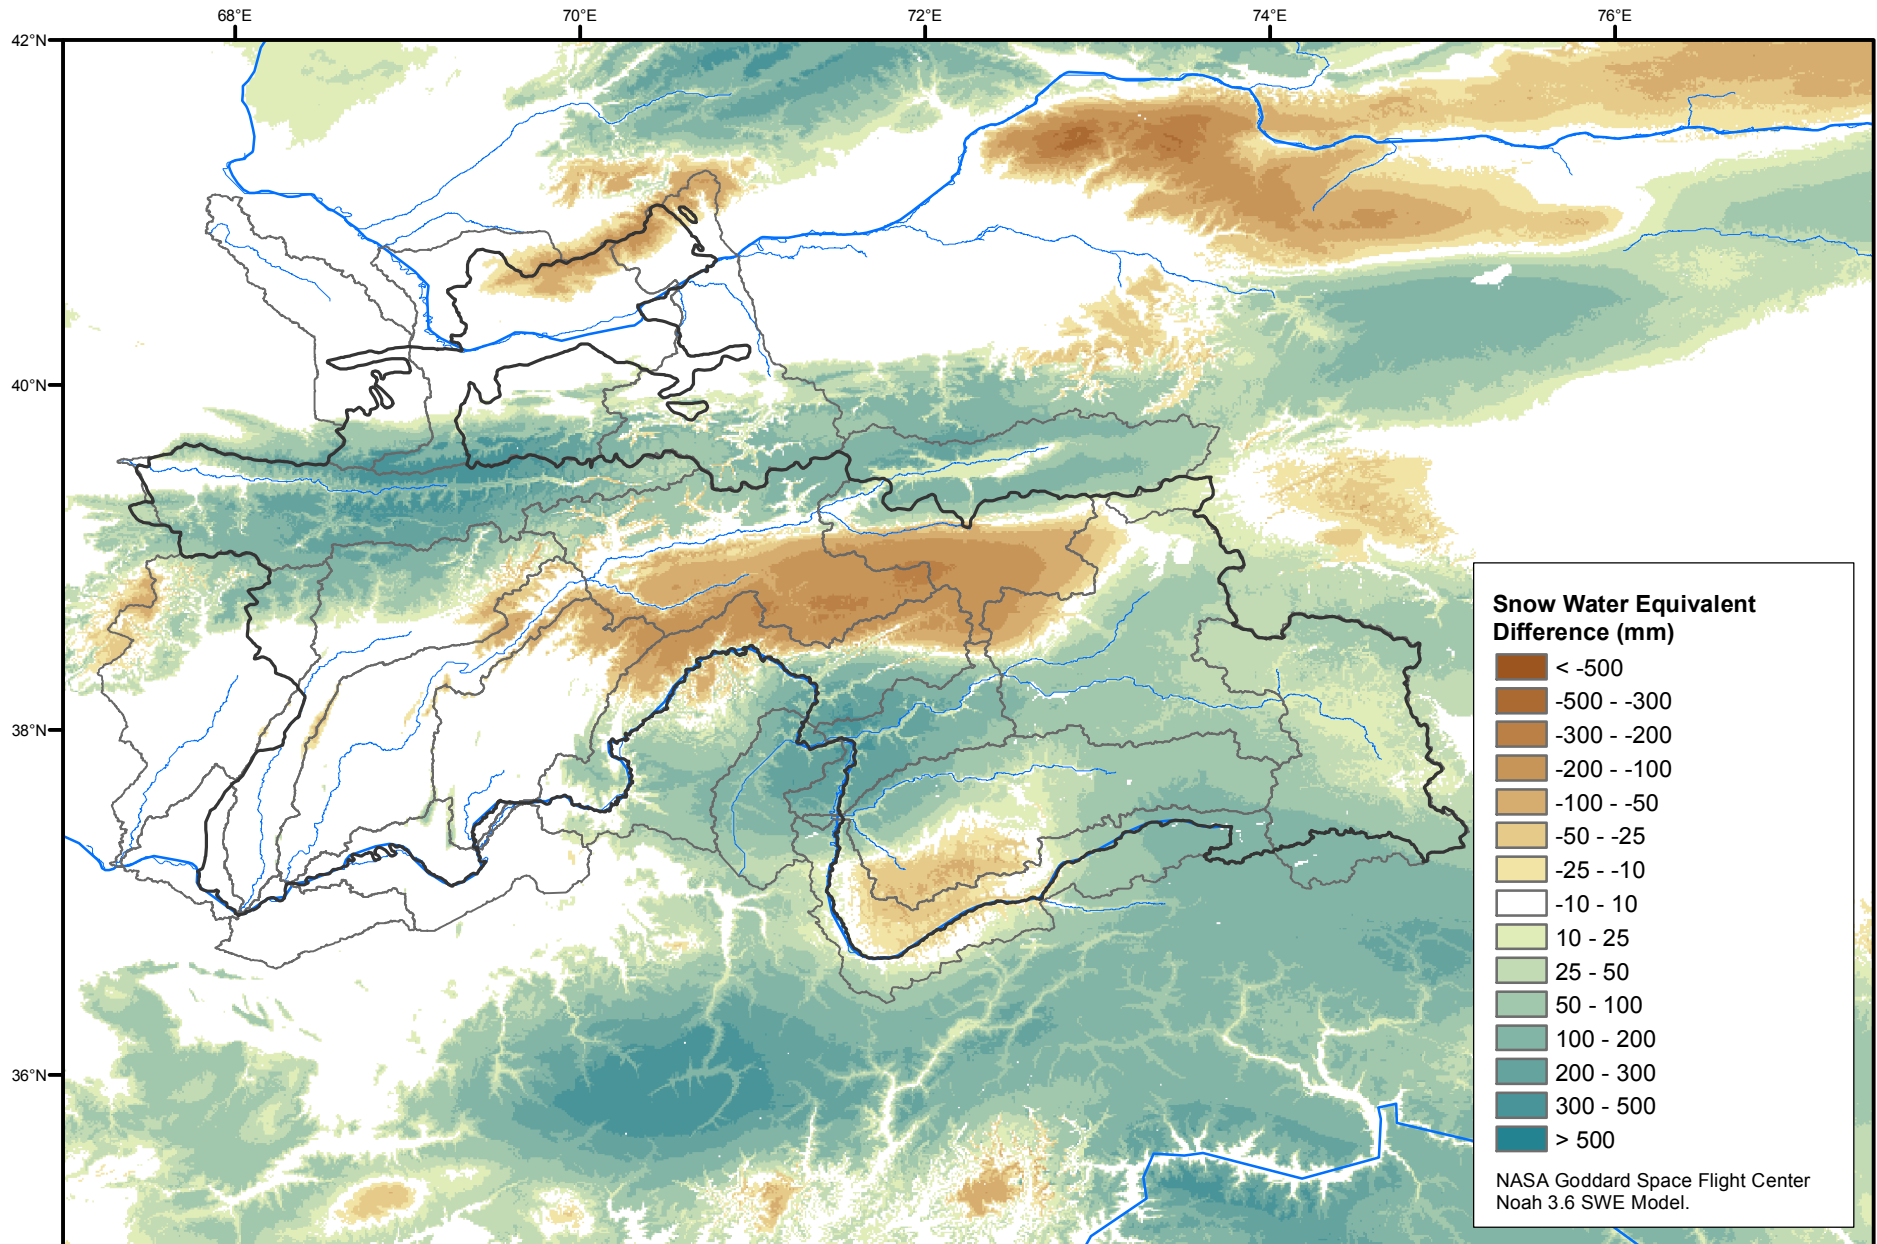 68°E
70°E
72°E
74°E
76°E
42°N
40°N
38°N
36°N
Snow Water Equivalent
Difference (mm)
< -500
-500 - -300
-300 - -200
-200 - -100
-100 - -50
-50 - -25
-25 - -10
-10 - 10
10 - 25
25 - 50
50 - 100
100 - 200
200 - 300
300 - 500
> 500
NASA Goddard Space Flight Center
Noah 3.6 SWE Model.